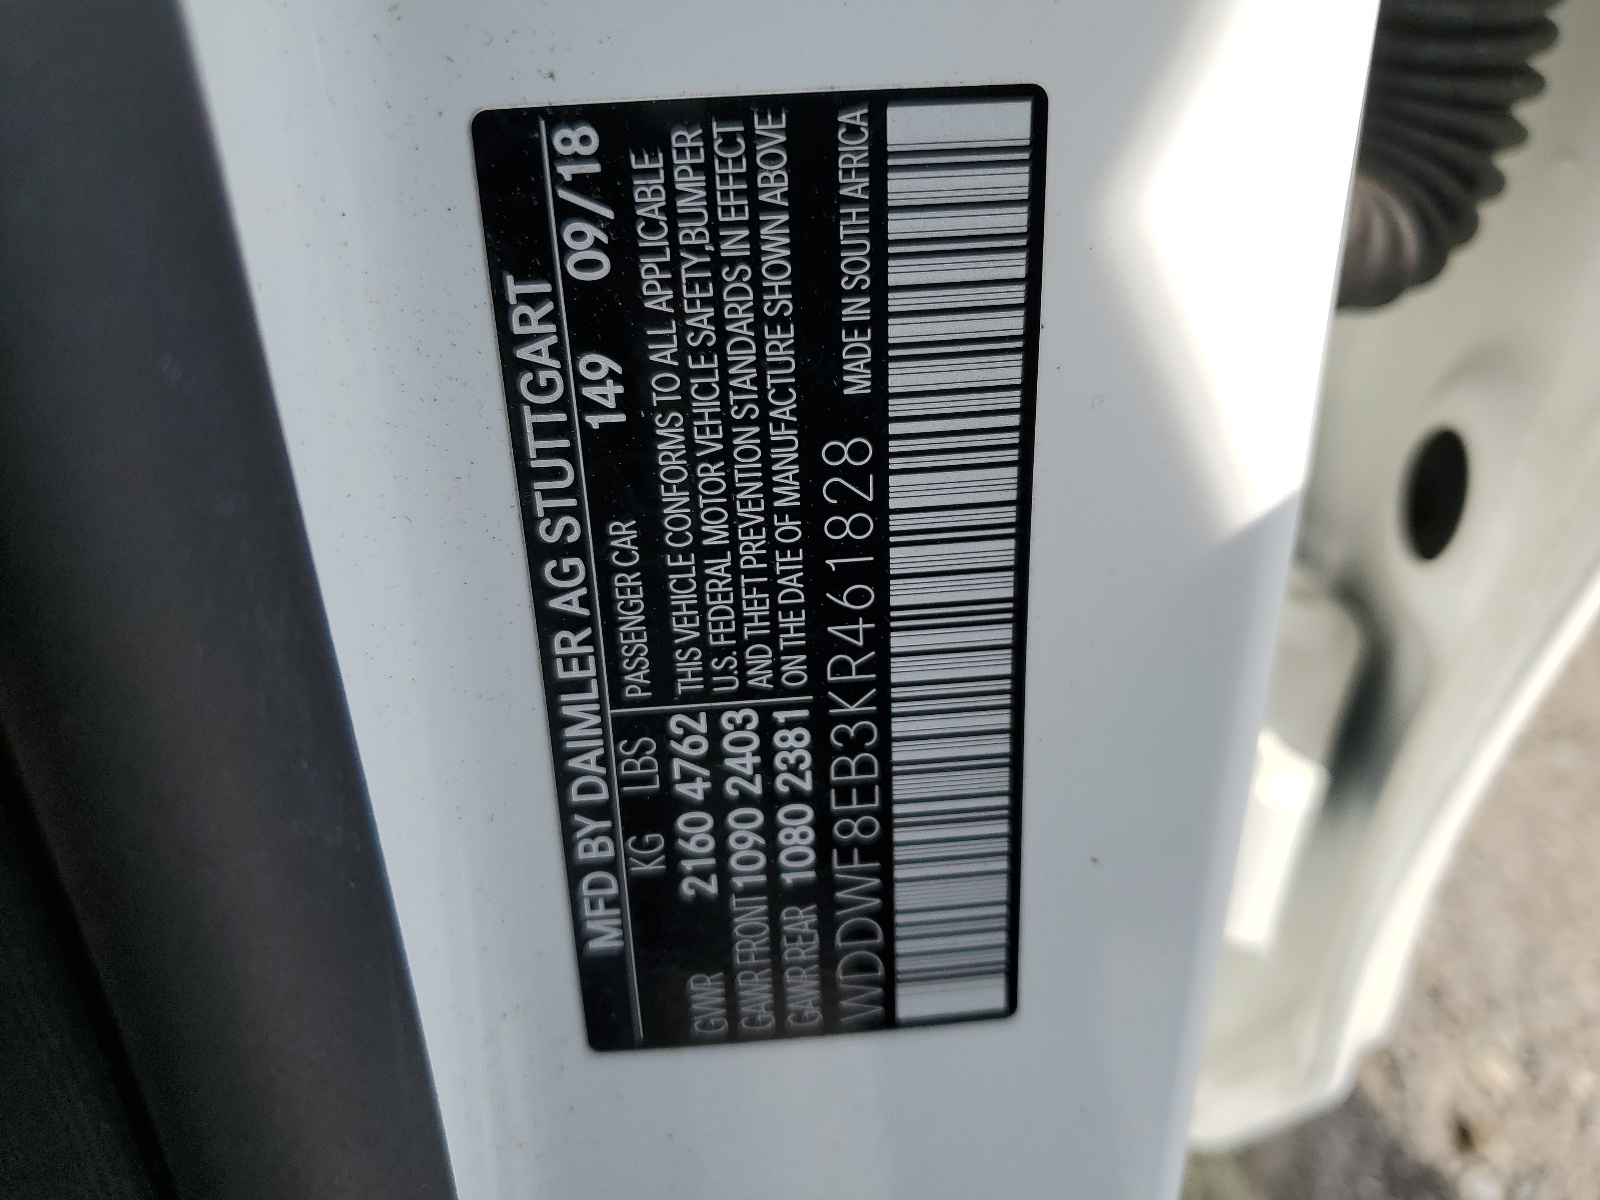 MFD BY DAIMLER AG STUTTGART
KG LBS PASSENGER CAR 149 09/18
GVWR 2160 4762 THIS VEHICLE CONFORMS TO ALL APPLICABLE
GAWR FRONT 1090 2403 U.S. FEDERAL MOTOR VEHICLE SAFETY,BUMPER
GAWR REAR 1080 2381 AND THEFT PREVENTION STANDARDS IN EFFECT
ON THE DATE OF MANUFACTURE SHOWN ABOVE
WDDWF8EB3KR461828 MADE IN SOUTH AFRICA